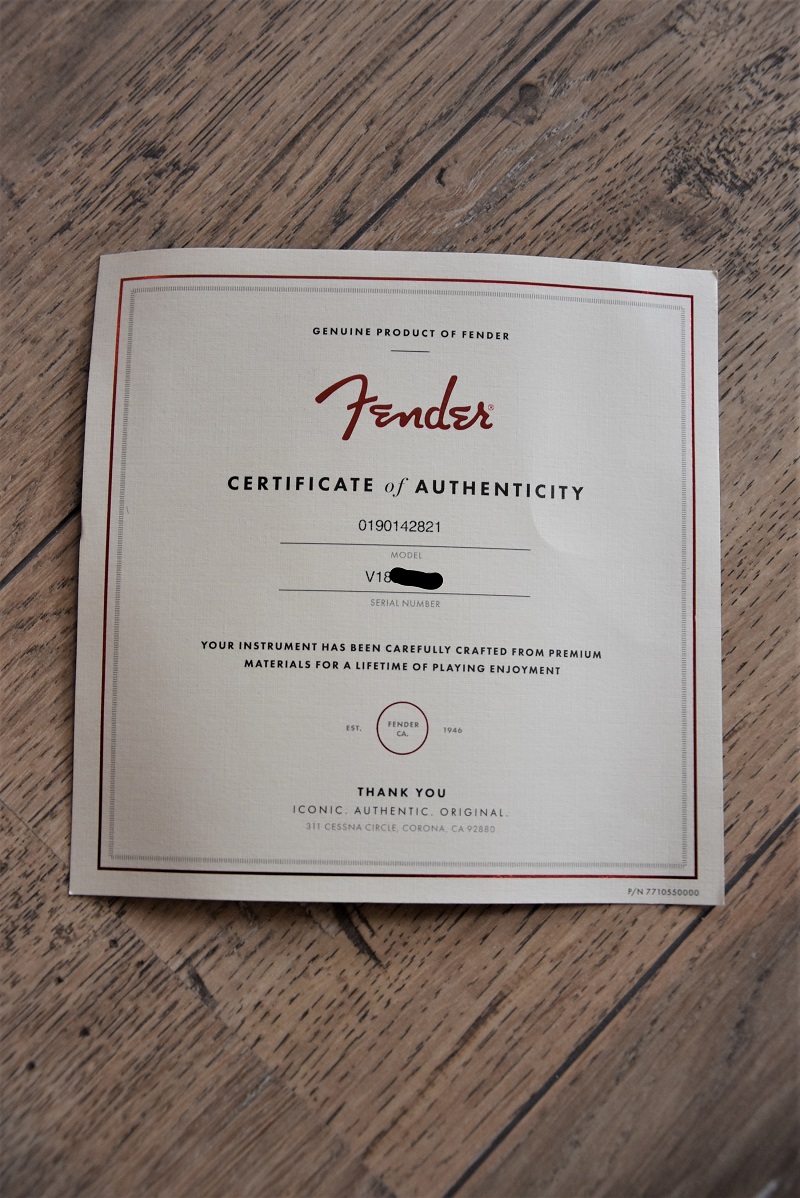 GENUINE PRODUCT OF FENDER
Fender®
CERTIFICATE of AUTHENTICITY
0190142821
MODEL
V18
SERIAL NUMBER
YOUR INSTRUMENT HAS BEEN CAREFULLY CRAFTED FROM PREMIUM
MATERIALS FOR A LIFETIME OF PLAYING ENJOYMENT
EST. FENDER CA. 1946
THANK YOU
ICONIC. AUTHENTIC. ORIGINAL.
311 CESSNA CIRCLE, CORONA, CA 92880
P/N 7710550000